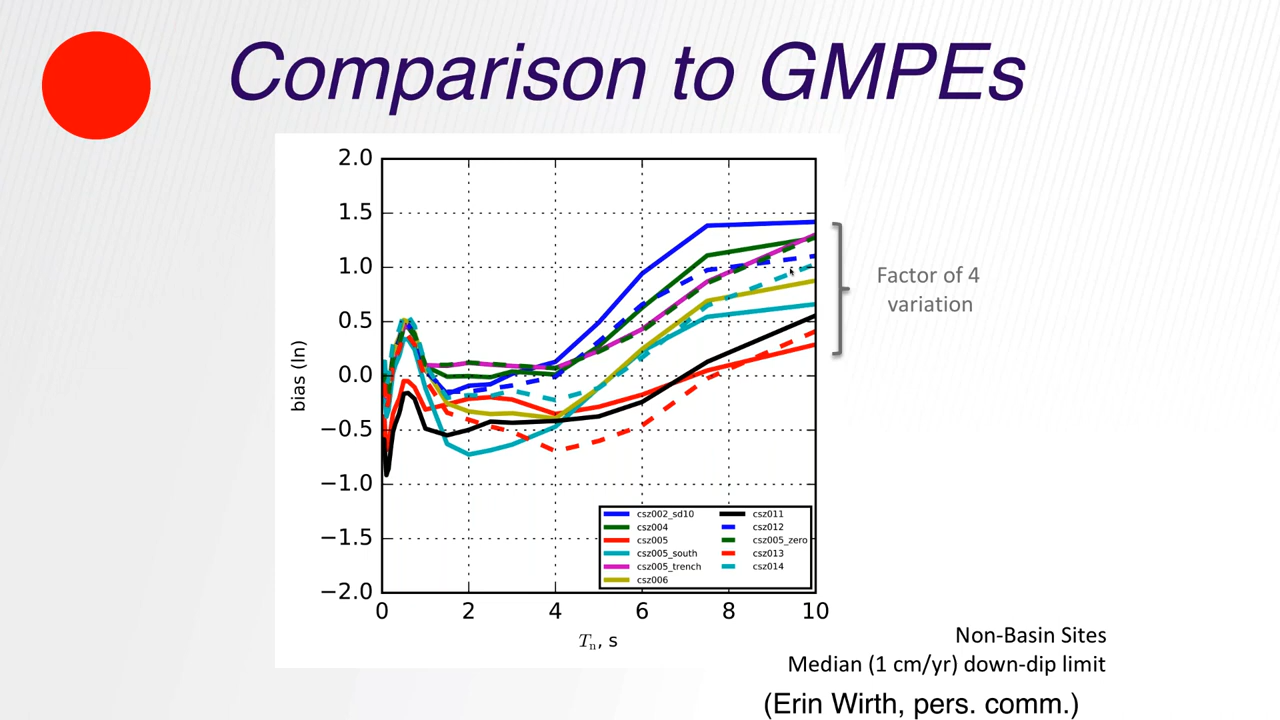 Comparison to GMPEs
2.0
1.5
1.0
0.5
0.0
−0.5
−1.0
−1.5
−2.0
bias (ln)
0 2 4 6 8 10
Tn, s
csz002_sd10
csz004
csz005
csz005_south
csz005_trench
csz006
csz011
csz012
csz005_zero
csz013
csz014
Factor of 4
variation
Non-Basin Sites
Median (1 cm/yr) down-dip limit
(Erin Wirth, pers. comm.)